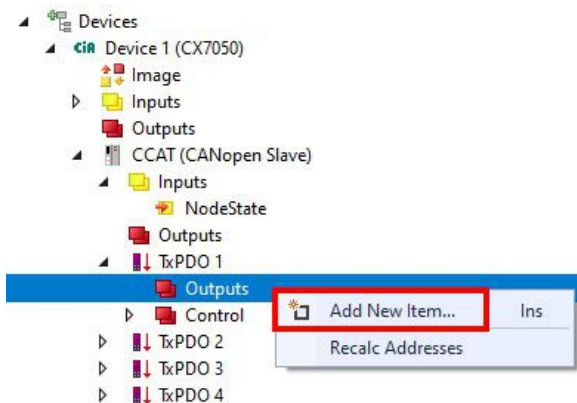 Devices
CiA Device 1 (CX7050)
Image
Inputs
Outputs
CCAT (CANopen Slave)
Inputs
NodeState
Outputs
TxPDO 1
Outputs
Add New Item... Ins
Control
Recalc Addresses
TxPDO 2
TxPDO 3
TxPDO 4